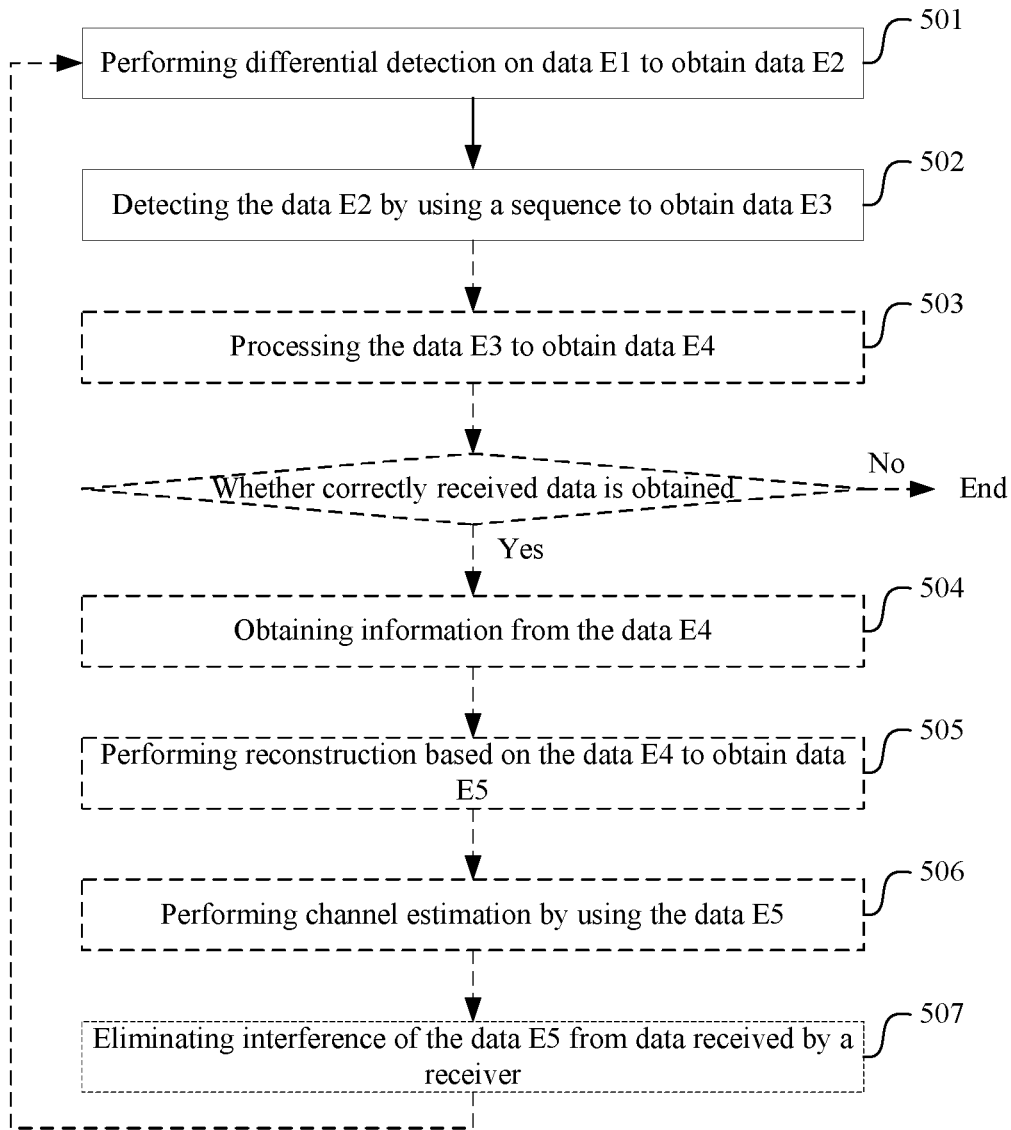 501
Performing differential detection on data E1 to obtain data E2
502
Detecting the data E2 by using a sequence to obtain data E3
503
Processing the data E3 to obtain data E4
Whether correctly received data is obtained
No
End
Yes
504
Obtaining information from the data E4
505
Performing reconstruction based on the data E4 to obtain data
E5
506
Performing channel estimation by using the data E5
507
Eliminating interference of the data E5 from data received by a
receiver